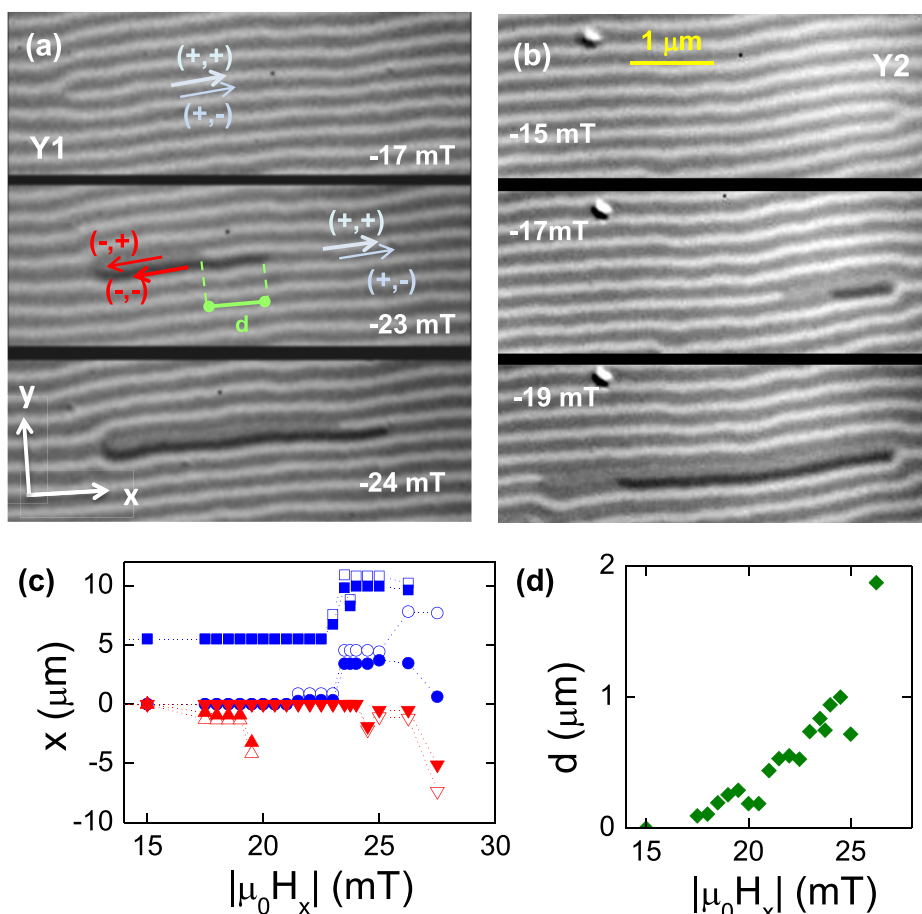 (a)
(+,+)
(+,-)
Y1
-17 mT
(-,+)
(-,-)
(+,+)
(+,-)
d
-23 mT
y
x
-24 mT
(b)
1 μm
Y2
-15 mT
-17mT
-19 mT
(c)
10
5
0
-5
-10
x (μm)
15 20 25 30
|μ₀Hₓ| (mT)
(d)
2
1
0
d (μm)
15 20 25
|μ₀Hₓ| (mT)